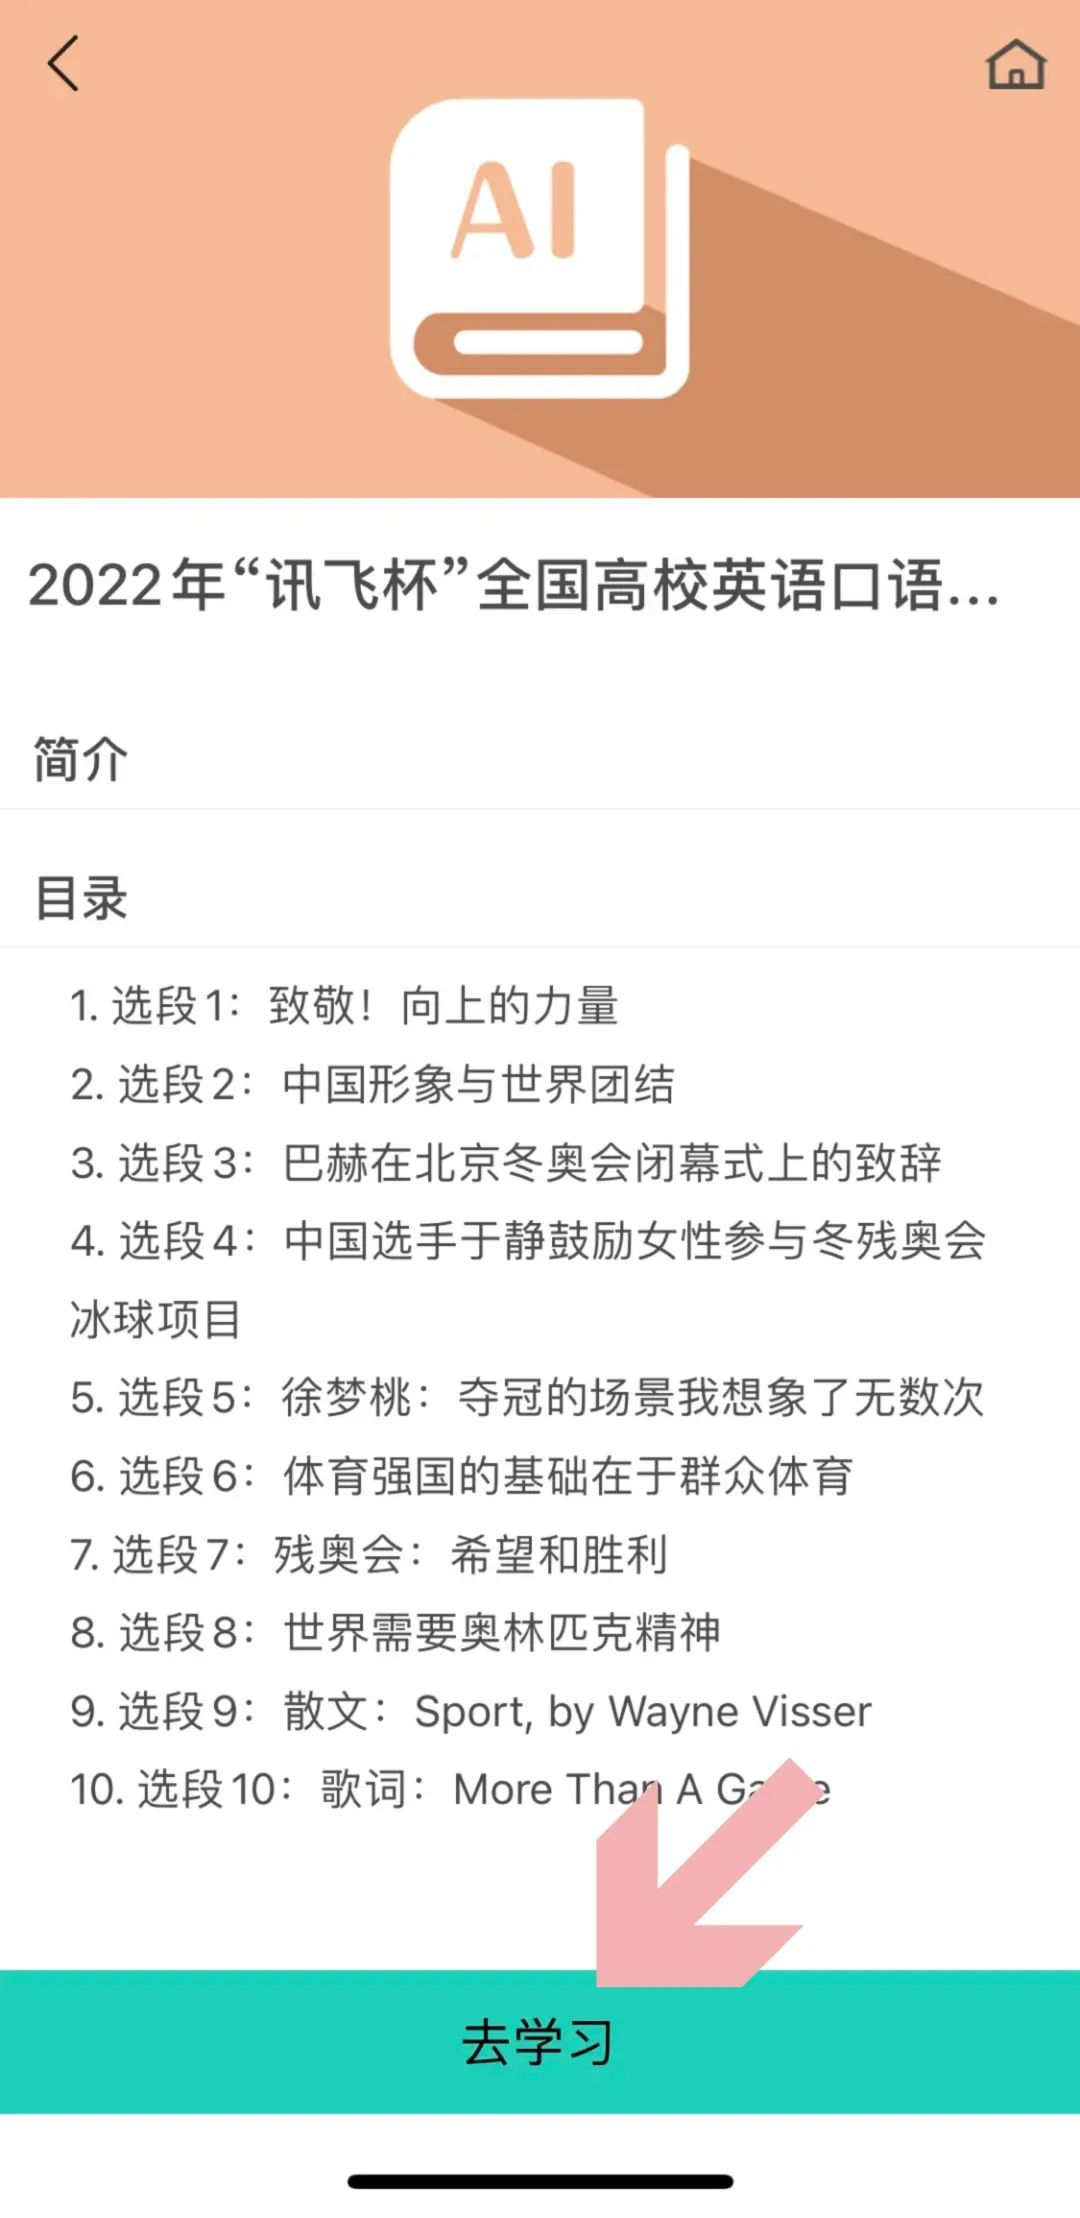 AI
2022年“讯飞杯”全国高校英语口语...
简介
目录
1. 选段1：致敬！向上的力量
2. 选段2：中国形象与世界团结
3. 选段3：巴赫在北京冬奥会闭幕式上的致辞
4. 选段4：中国选手于静鼓励女性参与冬残奥会
冰球项目
5. 选段5：徐梦桃：夺冠的场景我想象了无数次
6. 选段6：体育强国的基础在于群众体育
7. 选段7：残奥会：希望和胜利
8. 选段8：世界需要奥林匹克精神
9. 选段9：散文：Sport, by Wayne Visser
10. 选段10：歌词：More Than A Game
去学习